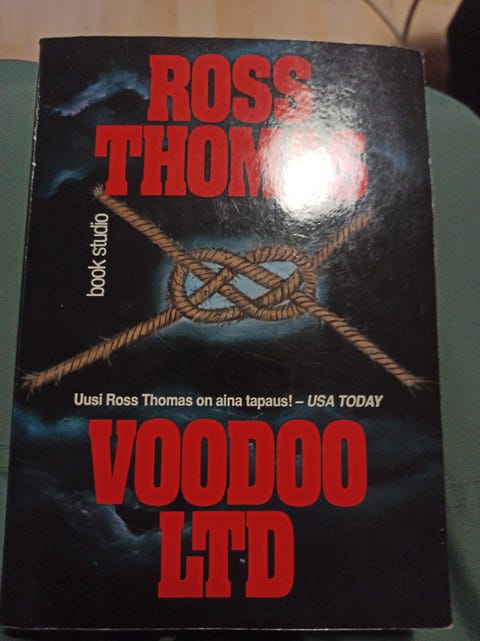 ROSS
THOMAS
book studio
Uusi Ross Thomas on aina tapaus! – USA TODAY
VOODOO
LTD